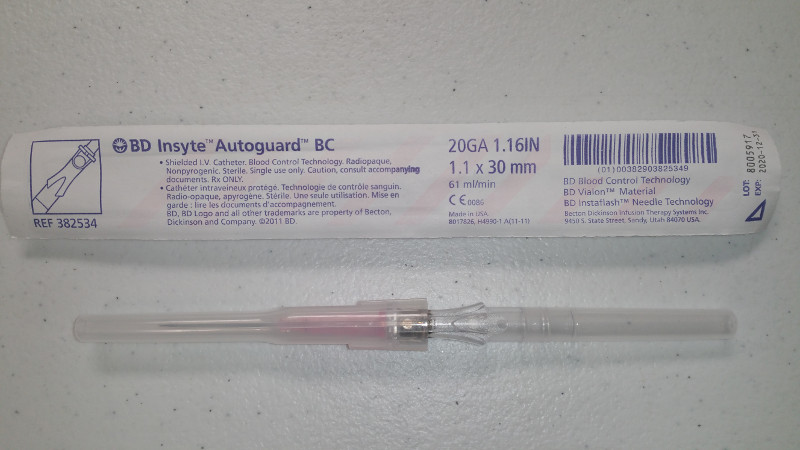 BD Insyte™ Autoguard™ BC
• Shielded I.V. Catheter. Blood Control Technology. Radiopaque,
Nonpyrogenic. Sterile. Single use only. Caution, consult accompanying
documents. Rx ONLY.
• Cathéter intraveineux protégé. Technologie de contrôle sanguin.
Radio-opaque, apyrogène. Stérile. Une seule utilisation. Mise en
garde : lire les documents d'accompagnement.
BD, BD Logo and all other trademarks are property of Becton,
Dickinson and Company. ©2011 BD.
REF 382534
20GA 1.16IN
1.1 x 30 mm
61 ml/min
CE 0086
Made in USA
8017826, H4990-1 A(11-11)
(01)00382903825349
BD Blood Control Technology
BD Vialon™ Material
BD Instaflash™ Needle Technology
Becton Dickinson Infusion Therapy Systems Inc.
9450 S. State Street, Sandy, Utah 84070 USA.
LOT: 8005917
EXP: 2020-12-31